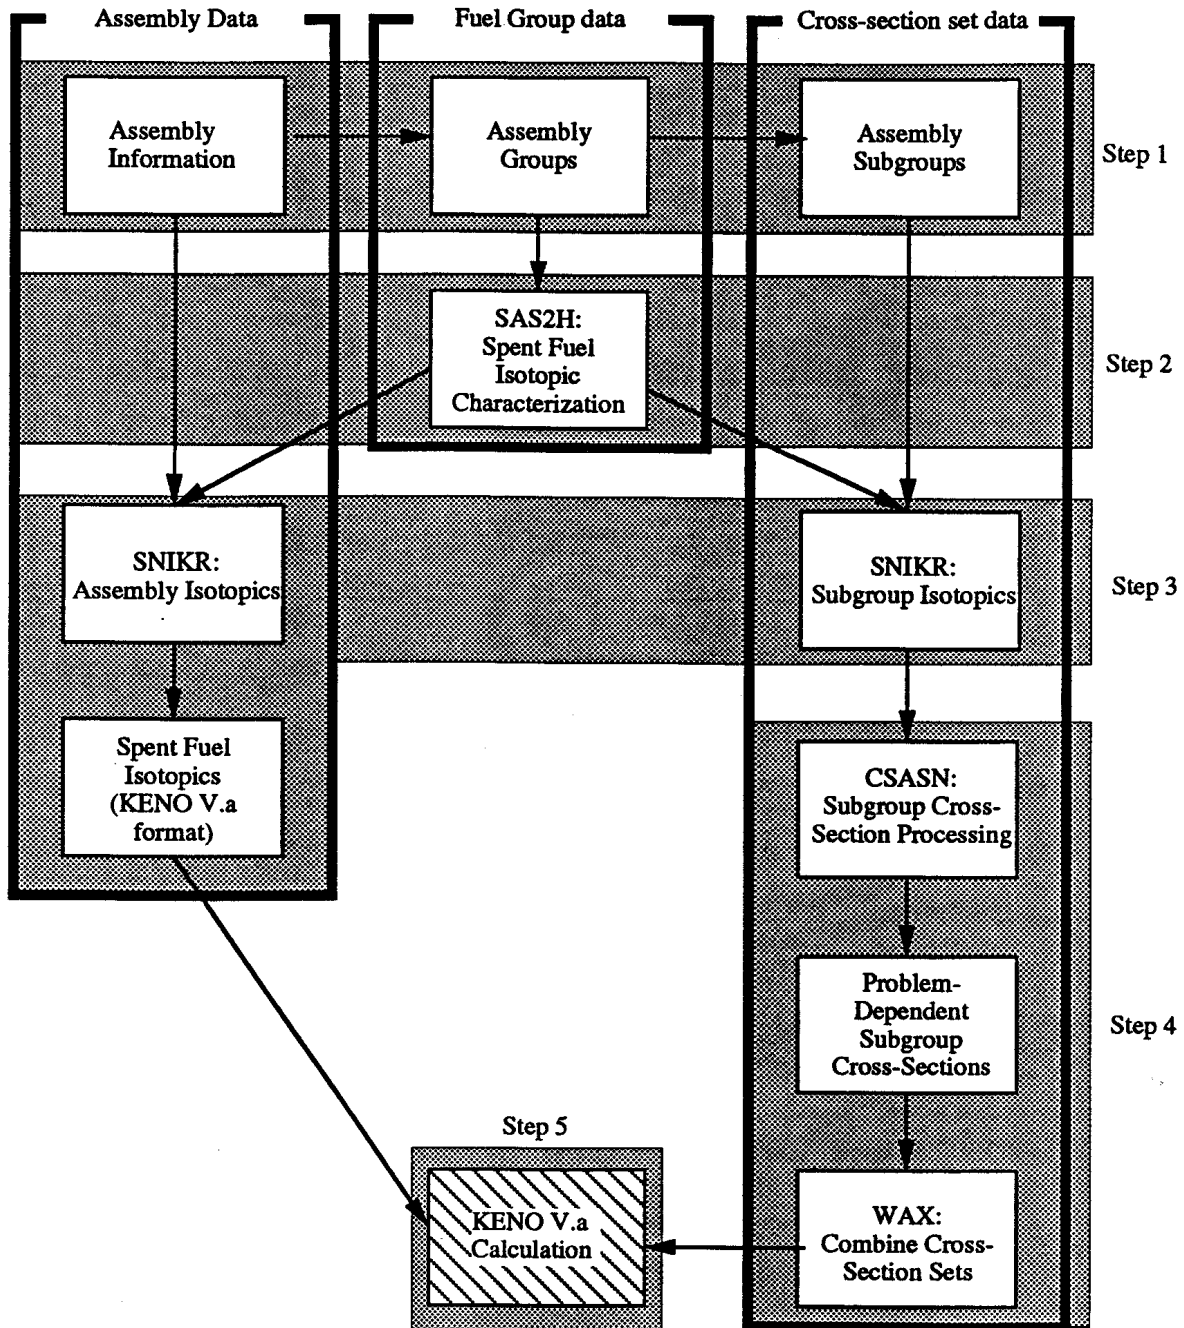 Assembly Data
Fuel Group data
Cross-section set data
Assembly
Information
Assembly
Groups
Assembly
Subgroups
Step 1
SAS2H:
Spent Fuel
Isotopic
Characterization
Step 2
SNIKR:
Assembly Isotopics
SNIKR:
Subgroup Isotopics
Step 3
Spent Fuel
Isotopics
(KENO V.a
format)
CSASN:
Subgroup Cross-
Section Processing
Problem-
Dependent
Subgroup
Cross-Sections
Step 4
Step 5
KENO V.a
Calculation
WAX:
Combine Cross-
Section Sets